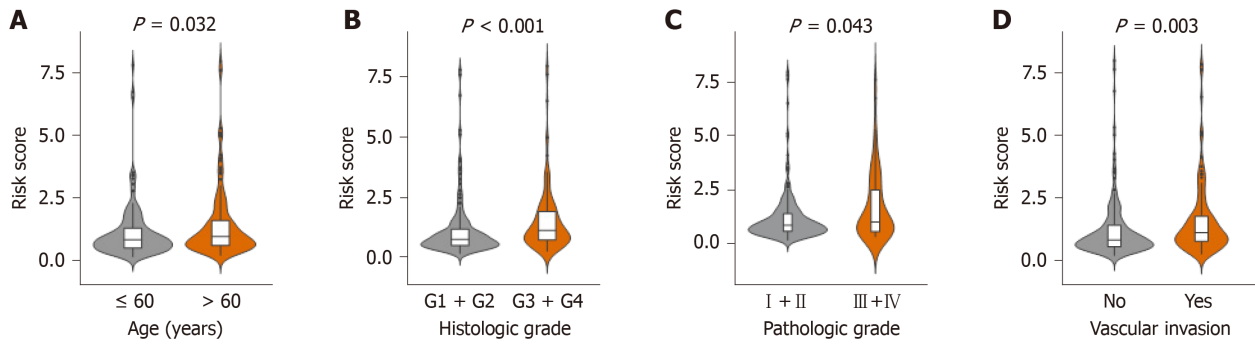 A
P = 0.032
Risk score
7.5
5.0
2.5
0.0
≤ 60
> 60
Age (years)
B
P < 0.001
Risk score
7.5
5.0
2.5
0.0
G1 + G2
G3 + G4
Histologic grade
C
P = 0.043
Risk score
7.5
5.0
2.5
0.0
Ⅰ + Ⅱ
Ⅲ + Ⅳ
Pathologic grade
D
P = 0.003
Risk score
7.5
5.0
2.5
0.0
No
Yes
Vascular invasion